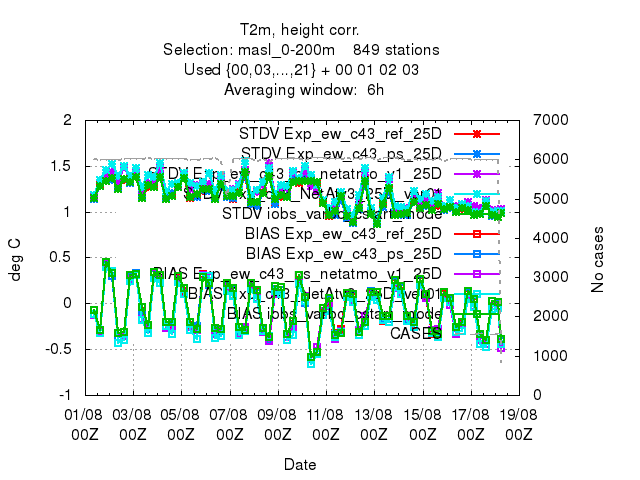 T2m, height corr.
Selection: masl_0-200m 849 stations
Used {00,03,...,21} + 00 01 02 03
Averaging window: 6h
2
1.5
1
0.5
0
-0.5
-1
deg C
7000
6000
5000
4000
3000
2000
1000
0
No cases
STDV Exp_ew_c43_ref_25D
STDV Exp_ew_c43_ps_25D
netatmo_v1_25D
STDV iobs_varbc_cstart_mode
BIAS Exp_ew_c43_ref_25D
BIAS Exp_ew_c43_ps_25D
BIAS Exp_ew_c43_ps_netatmo_v1_25D
BIAS iobs_varbc_cstart_mode
CASES
01/08 03/08 05/08 07/08 09/08 11/08 13/08 15/08 17/08 19/08
00Z 00Z 00Z 00Z 00Z 00Z 00Z 00Z 00Z 00Z
Date